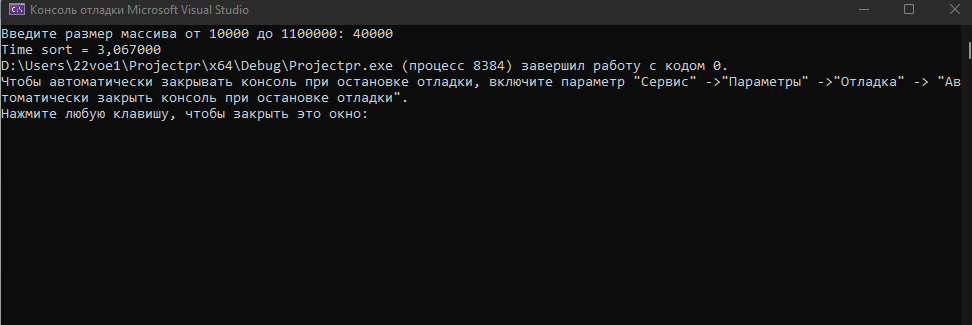 Консоль отладки Microsoft Visual Studio
Введите размер массива от 10000 до 1100000: 40000
Time sort = 3,067000
D:\Users\22voe1\Projectpr\x64\Debug\Projectpr.exe (процесс 8384) завершил работу с кодом 0.
Чтобы автоматически закрывать консоль при остановке отладки, включите параметр "Сервис" ->"Параметры" ->"Отладка" -> "Ав
томатически закрыть консоль при остановке отладки".
Нажмите любую клавишу, чтобы закрыть это окно: